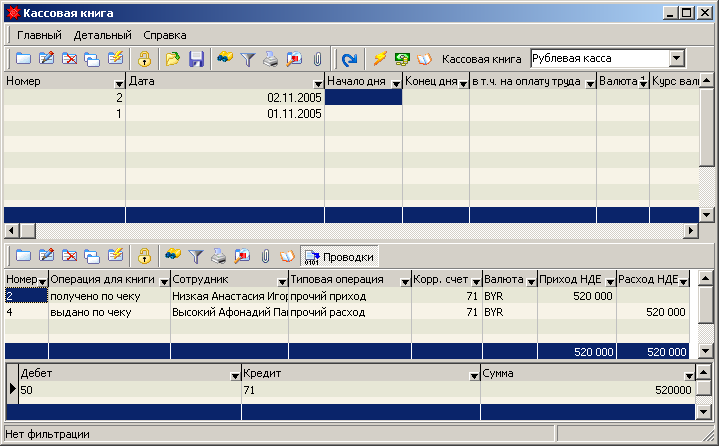 Кассовая книга
Главный Детальный Справка
Кассовая книга Рублевая касса
Номер Дата Начало дня Конец дня в т.ч. на оплату труда Валюта 1 Курс валю
2 02.11.2005
1 01.11.2005
0101 Проводки
Номер Операция для книги Сотрудник Типовая операция Корр. счет Валюта Приход НДЕ Расход НДЕ
2 получено по чеку Низкая Анастасия Игор прочий приход 71 BYR 520 000
4 выдано по чеку Высокий Афонадий Пав прочий расход 71 BYR 520 000
520 000 520 000
Дебет Кредит Сумма
50 71 520000
Нет фильтрации